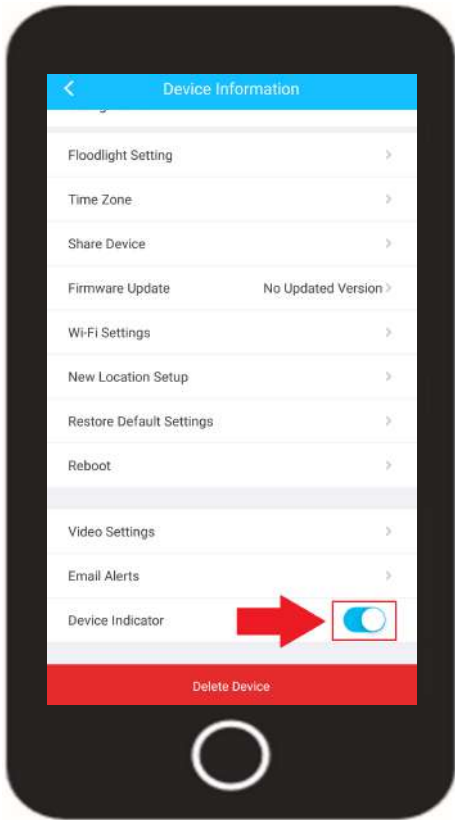 Device Information
Floodlight Setting
Time Zone
Share Device
Firmware Update No Updated Version
Wi-Fi Settings
New Location Setup
Restore Default Settings
Reboot
Video Settings
Email Alerts
Device Indicator
Delete Device